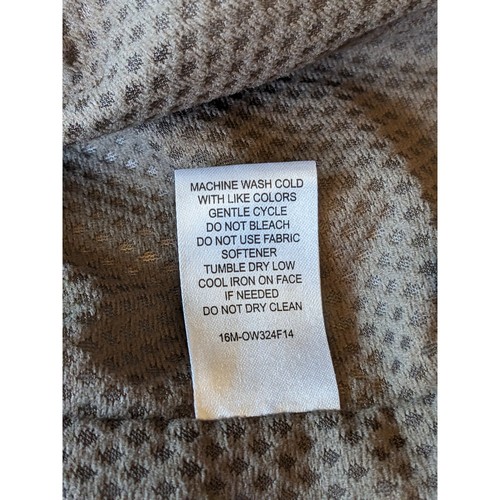 MACHINE WASH COLD
WITH LIKE COLORS
GENTLE CYCLE
DO NOT BLEACH
DO NOT USE FABRIC
SOFTENER
TUMBLE DRY LOW
COOL IRON ON FACE
IF NEEDED
DO NOT DRY CLEAN
16M-OW324F14